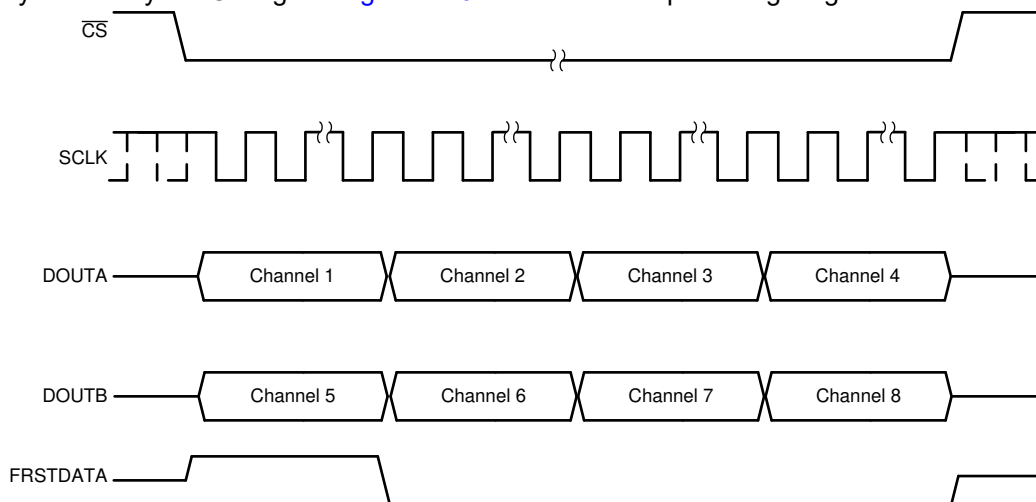 CS
SCLK
DOUTA Channel 1 Channel 2 Channel 3 Channel 4
DOUTB Channel 5 Channel 6 Channel 7 Channel 8
FRSTDATA